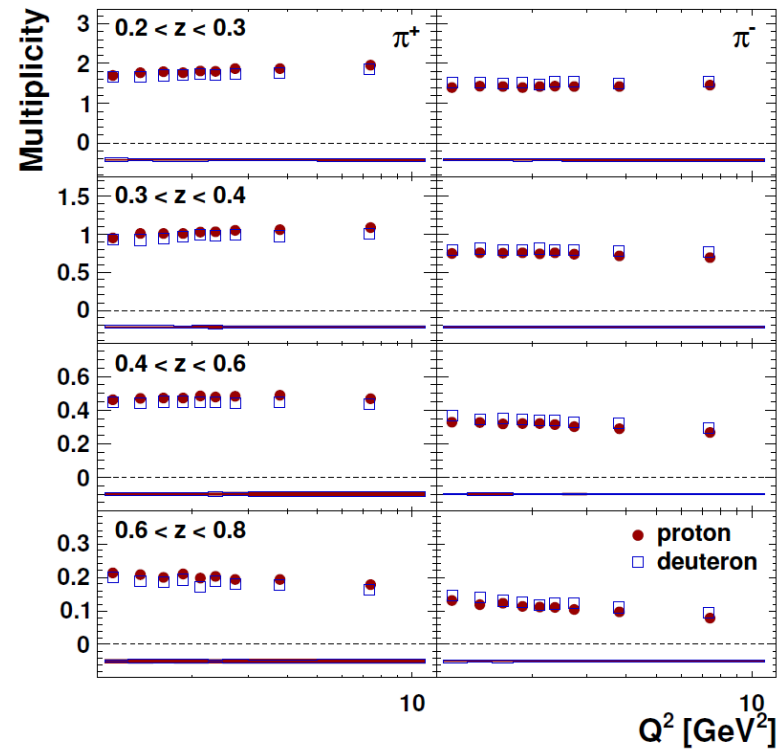 Multiplicity
0.2 < z < 0.3
π⁺
π⁻
3
2
1
0
0.3 < z < 0.4
1.5
1
0.5
0
0.4 < z < 0.6
0.6
0.4
0.2
0
0.6 < z < 0.8
proton
deuteron
0.3
0.2
0.1
0
10
10
Q² [GeV²]